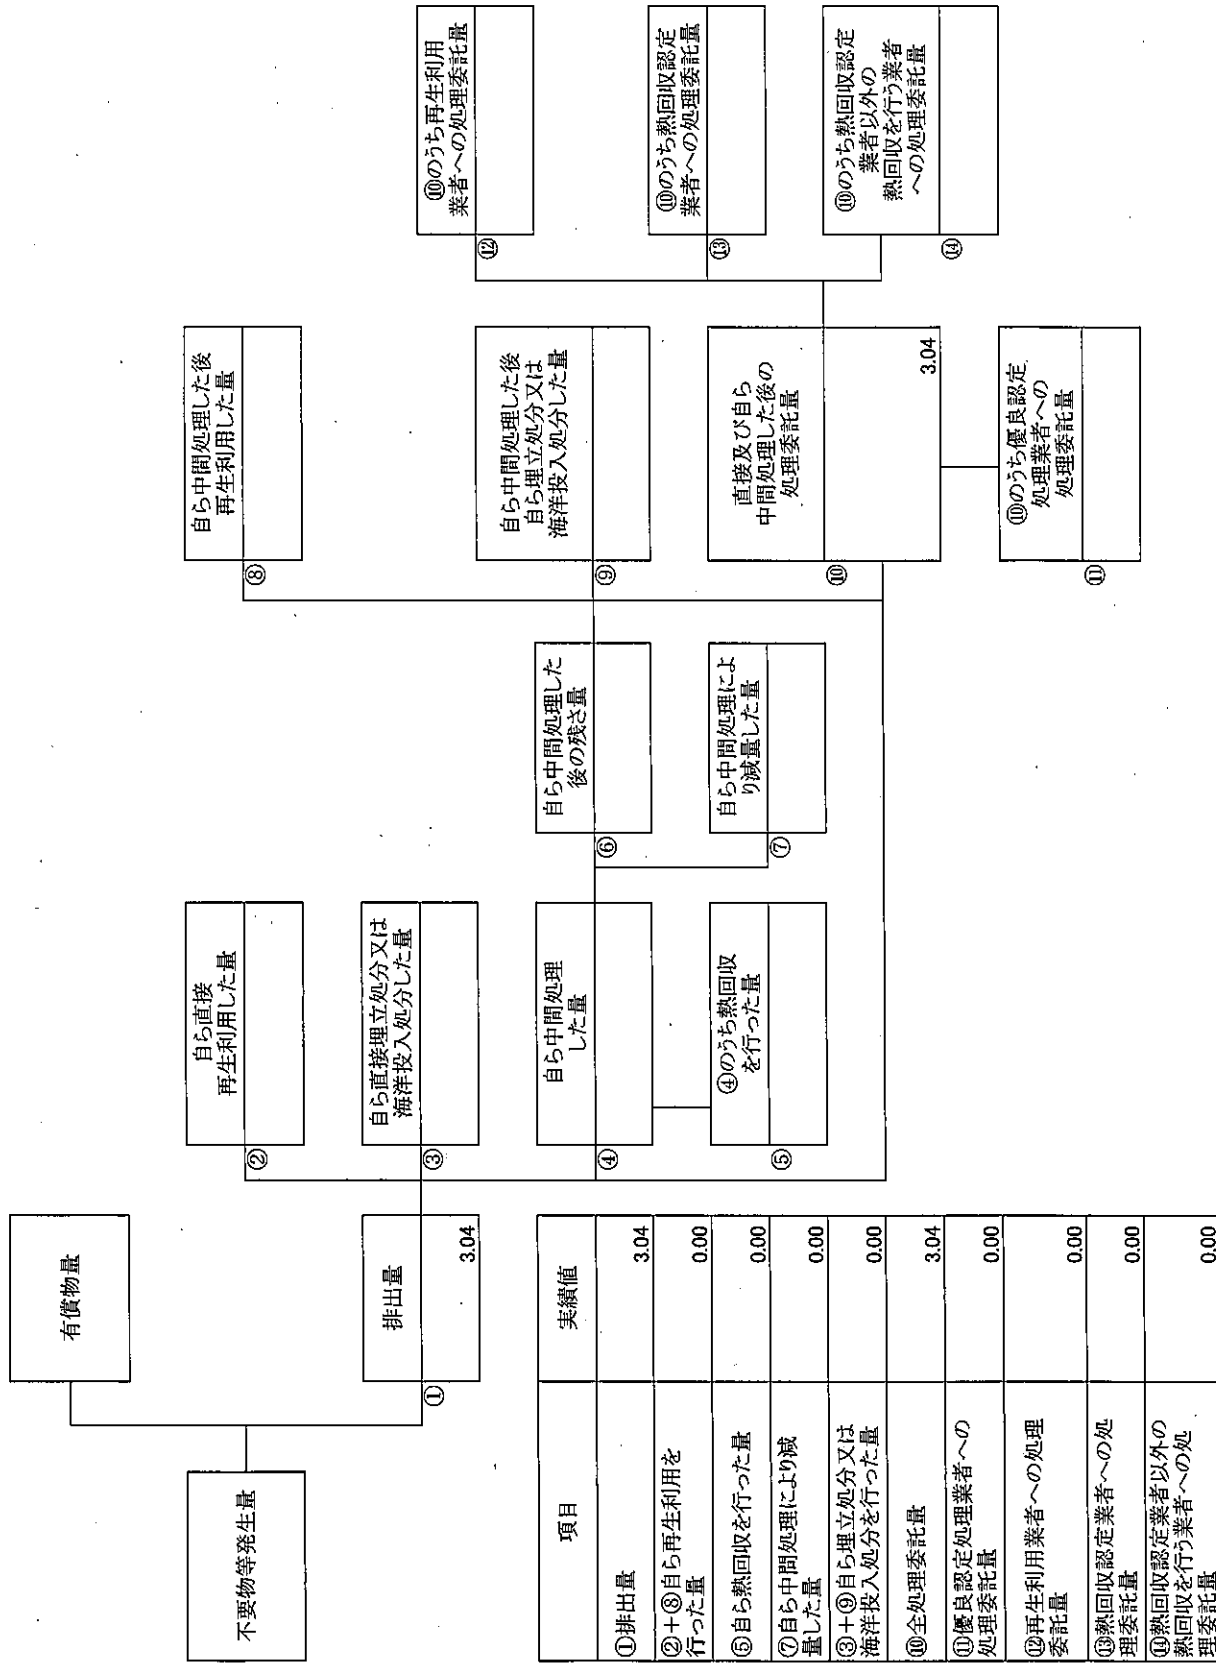 不要物等発生量
有償物量
①
排出量
3.04
②
自ら直接
再生利用した量
③
自ら直接埋立処分又は
海洋投入処分した量
④
自ら中間処理
した量
⑤
④のうち熱回収
を行った量
⑥
自ら中間処理した
後の残さ量
⑦
自ら中間処理によ
り減量した量
⑧
自ら中間処理した後
再生利用した量
⑨
自ら中間処理した後
自ら埋立処分又は
海洋投入処分した量
⑩
直接及び自ら
中間処理した後の
処理委託量
3.04
⑪
⑩のうち優良認定
処理業者への
処理委託量
⑫
⑩のうち再生利用
業者への処理委託量
⑬
⑩のうち熱回収認定
業者への処理委託量
⑭
⑩のうち熱回収認定
業者以外の
熱回収を行う業者
への処理委託量
項目 実績値
①排出量 3.04
②+⑧自ら再生利用を
行った量 0.00
⑤自ら熱回収を行った量 0.00
⑦自ら中間処理により減
量した量 0.00
③+⑨自ら埋立処分又は
海洋投入処分を行った量 0.00
⑩全処理委託量 3.04
⑪優良認定処理業者への
処理委託量 0.00
⑫再生利用業者への処理
委託量 0.00
⑬熱回収認定業者への処
理委託量 0.00
⑭熱回収認定業者以外の
熱回収を行う業者への処
理委託量 0.00